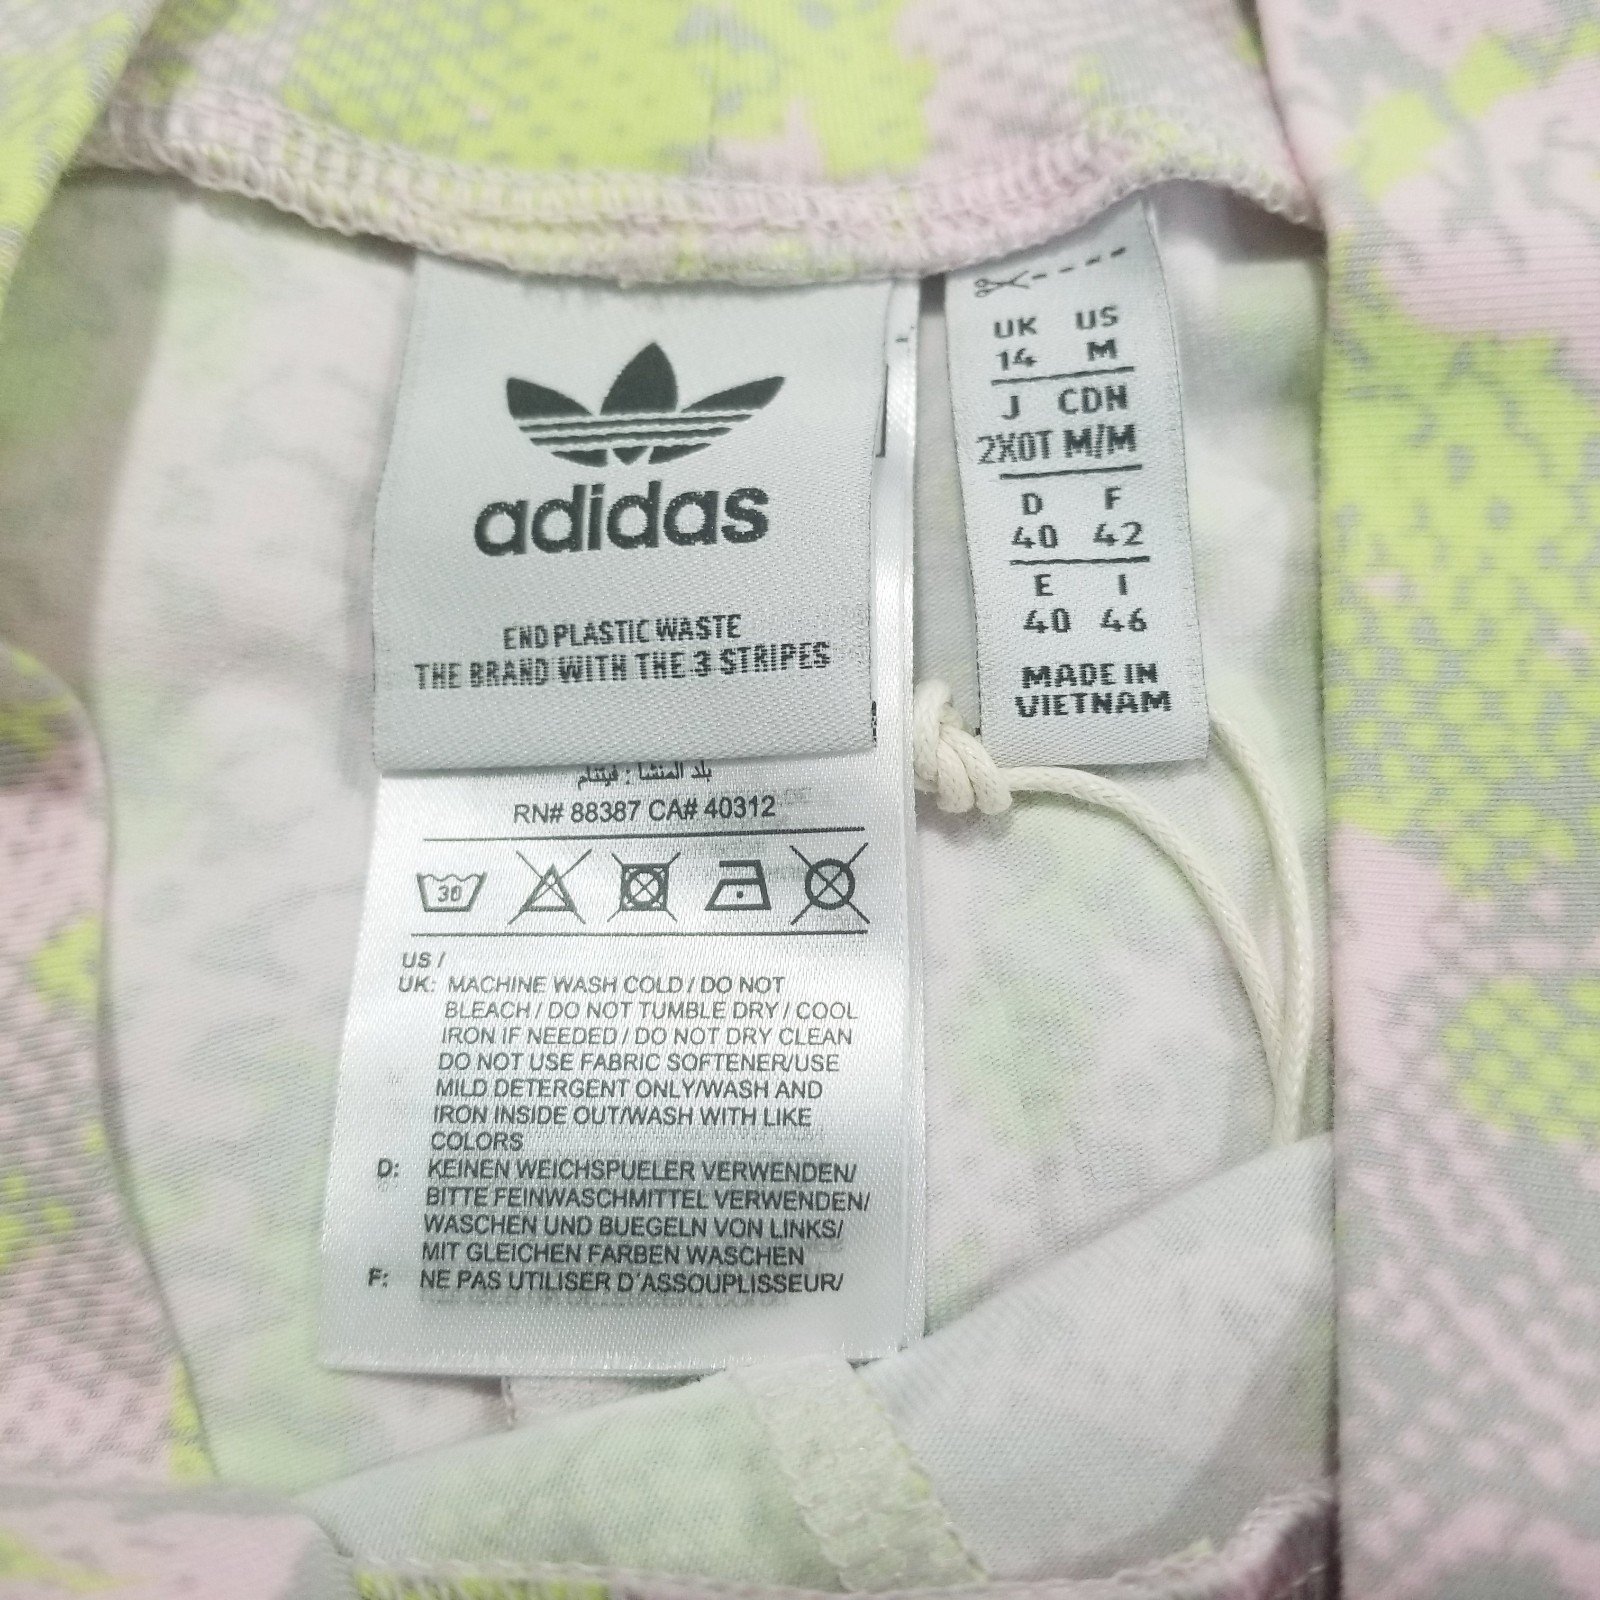 adidas
END PLASTIC WASTE
THE BRAND WITH THE 3 STRIPES
UK US
14 M
J CDN
2XOT M/M
D F
40 42
E I
40 46
MADE IN
VIETNAM
بلد المنشأ : فيتنام
RN# 88387 CA# 40312
30
US /
UK: MACHINE WASH COLD / DO NOT
BLEACH / DO NOT TUMBLE DRY / COOL
IRON IF NEEDED / DO NOT DRY CLEAN
DO NOT USE FABRIC SOFTENER/USE
MILD DETERGENT ONLY/WASH AND
IRON INSIDE OUT/WASH WITH LIKE
COLORS
D: KEINEN WEICHSPUELER VERWENDEN/
BITTE FEINWASCHMITTEL VERWENDEN/
WASCHEN UND BUEGELN VON LINKS/
MIT GLEICHEN FARBEN WASCHEN
F: NE PAS UTILISER D'ASSOUPLISSEUR/